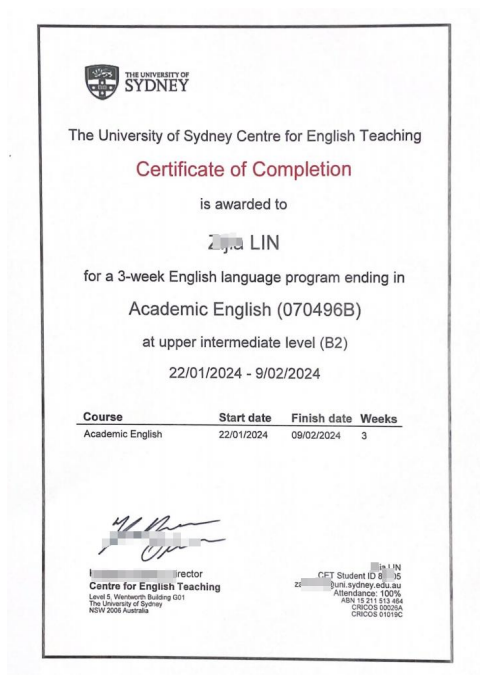 THE UNIVERSITY OF
SYDNEY
The University of Sydney Centre for English Teaching
Certificate of Completion
is awarded to
LIN
for a 3-week English language program ending in
Academic English (070496B)
at upper intermediate level (B2)
22/01/2024 - 9/02/2024
Course Start date Finish date Weeks
Academic English 22/01/2024 09/02/2024 3
Centre for English Teaching
Level 5, Wentworth Building G01
The University of Sydney
NSW 2006 Australia
LIN
CET Student ID
uni.sydney.edu.au
Attendance: 100%
ABN 15 211 513 464
CRICOS 00026A
CRICOS 01019C